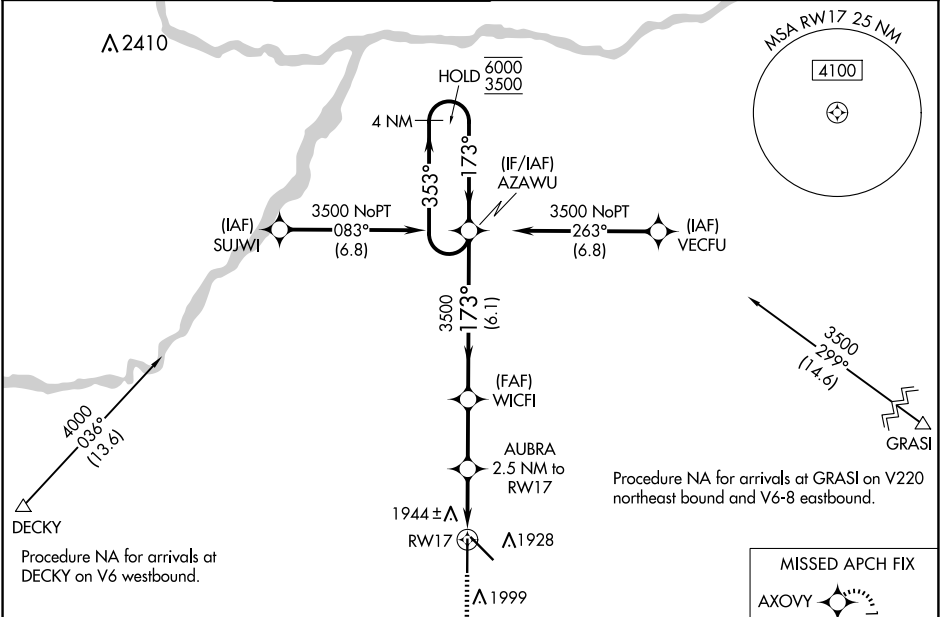 2410
MSA RW17 25 NM
4100
HOLD 6000
3500
4 NM
353°
173°
(IF/IAF)
AZAWU
(IAF)
SUJWI
3500 NoPT
083°
(6.8)
3500 NoPT
263°
(6.8)
(IAF)
VECFU
3500
173°
(6.1)
3500
299°
(14.6)
GRASI
(FAF)
WICFI
4000
036°
(13.6)
DECKY
AUBRA
2.5 NM to
RW17
Procedure NA for arrivals at GRASI on V220
northeast bound and V6-8 eastbound.
1944±
RW17
1928
Procedure NA for arrivals at
DECKY on V6 westbound.
1999
MISSED APCH FIX
AXOVY